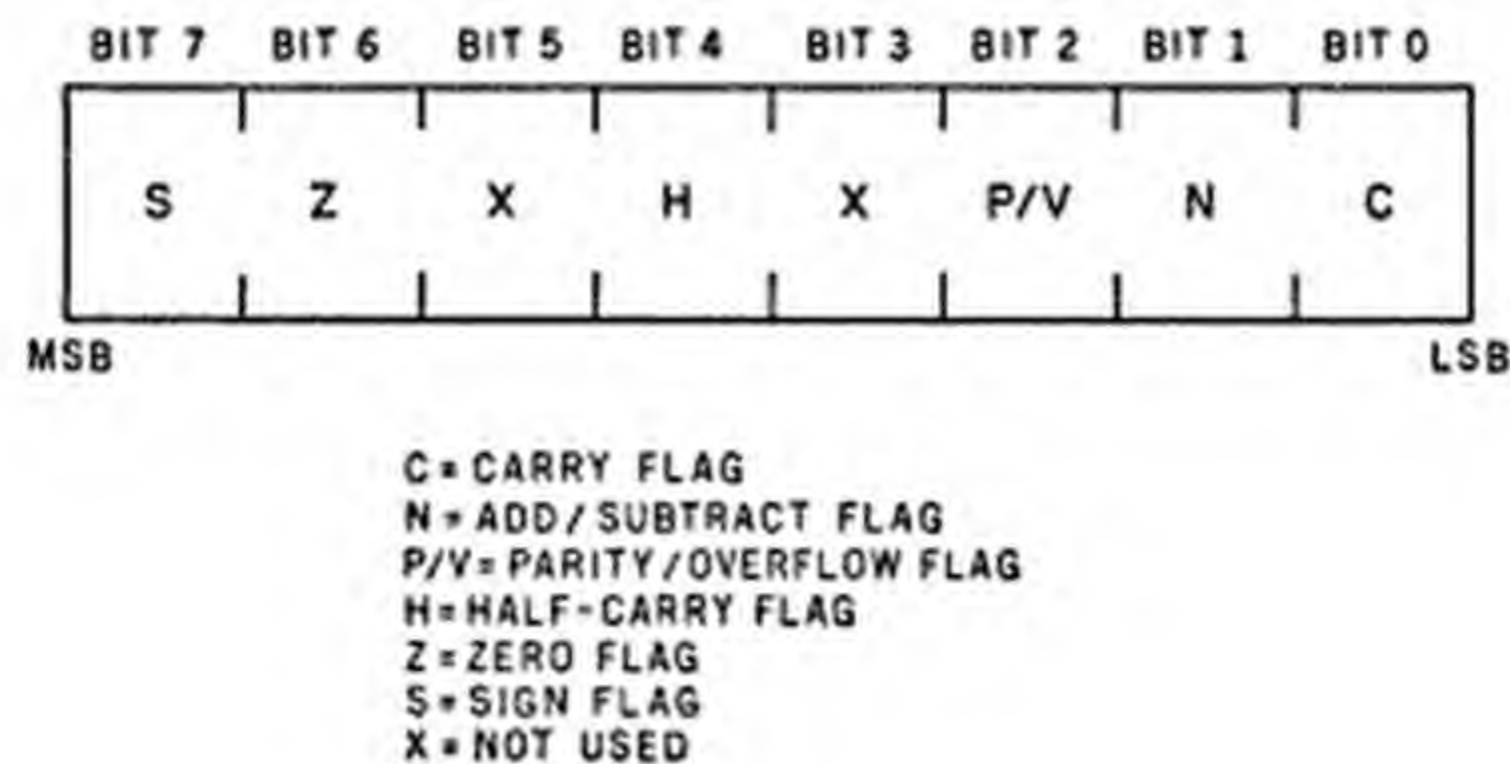 BIT 7 BIT 6 BIT 5 BIT 4 BIT 3 BIT 2 BIT 1 BIT 0
S Z X H X P/V N C
MSB LSB
C = CARRY FLAG
N = ADD/SUBTRACT FLAG
P/V = PARITY/OVERFLOW FLAG
H = HALF-CARRY FLAG
Z = ZERO FLAG
S = SIGN FLAG
X = NOT USED